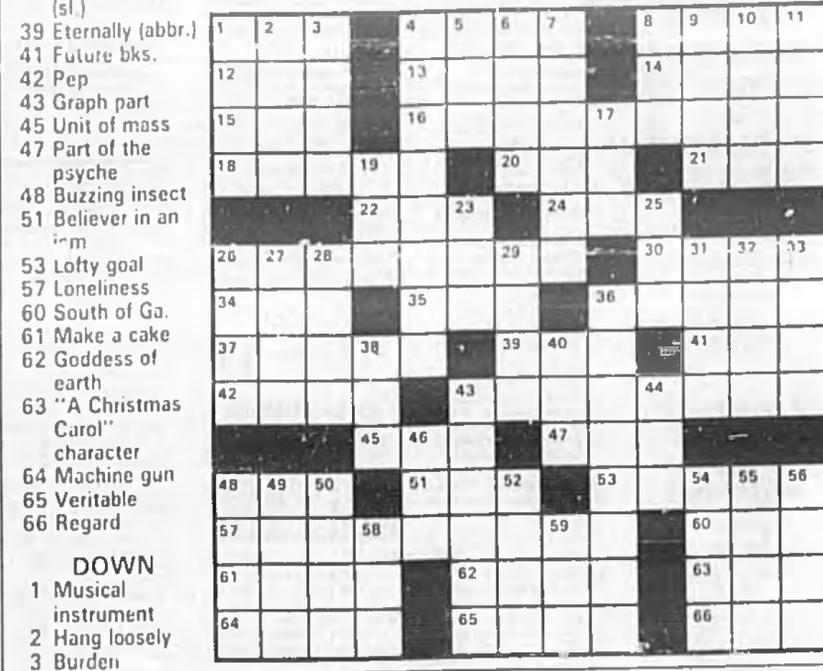 (sl.)
39 Eternally (abbr.)
41 Future bks.
42 Pep
43 Graph part
45 Unit of mass
47 Part of the
psyche
48 Buzzing insect
51 Believer in an
ism
53 Lofty goal
57 Loneliness
60 South of Ga.
61 Make a cake
62 Goddess of
earth
63 "A Christmas
Carol"
character
64 Machine gun
65 Veritable
66 Regard
DOWN
1 Musical
instrument
2 Hang loosely
3 Burden
1 2 3 4 5 6 7 8 9 10 11
12 13 14
15 16 17
18 19 20 21
22 23 24 25
26 27 28 29 30 31 32 33
34 35 36
37 38 39 40 41
42 43 44
45 46 47
48 49 50 51 52 53 54 55 56
57 58 59 60
61 62 63
64 65 66